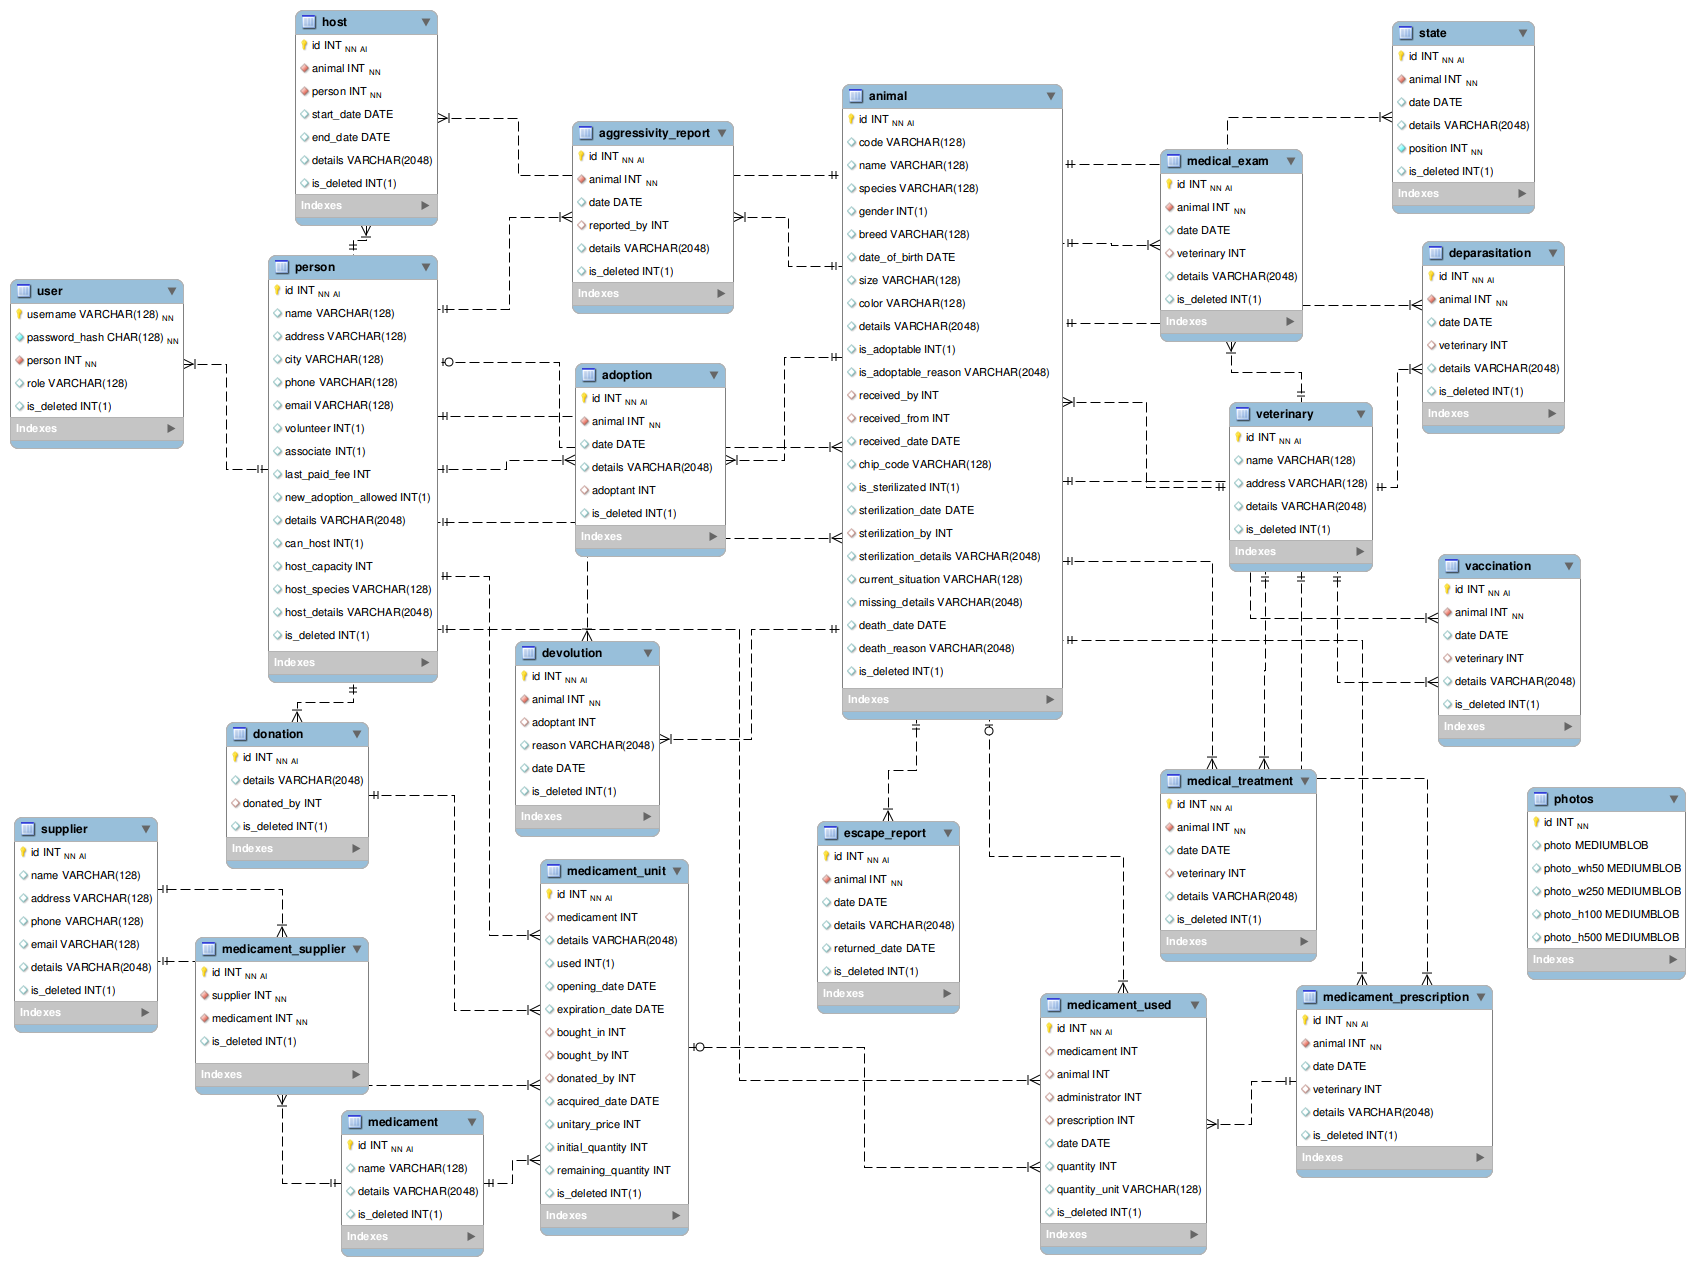 host
id INT NN AI
animal INT NN
person INT NN
start_date DATE
end_date DATE
details VARCHAR(2048)
is_deleted INT(1)
Indexes
state
id INT NN AI
animal INT NN
date DATE
details VARCHAR(2048)
position INT NN
is_deleted INT(1)
Indexes
animal
id INT NN AI
code VARCHAR(128)
name VARCHAR(128)
species VARCHAR(128)
gender INT(1)
breed VARCHAR(128)
date_of_birth DATE
size VARCHAR(128)
color VARCHAR(128)
details VARCHAR(2048)
is_adoptable INT(1)
is_adoptable_reason VARCHAR(2048)
received_by INT
received_from INT
received_date DATE
chip_code VARCHAR(128)
is_sterilizated INT(1)
sterilization_date DATE
sterilization_by INT
sterilization_details VARCHAR(2048)
current_situation VARCHAR(128)
missing_details VARCHAR(2048)
death_date DATE
death_reason VARCHAR(2048)
is_deleted INT(1)
Indexes
aggressivity_report
id INT NN AI
animal INT NN
date DATE
reported_by INT
details VARCHAR(2048)
is_deleted INT(1)
Indexes
medical_exam
id INT NN AI
animal INT NN
date DATE
veterinary INT
details VARCHAR(2048)
is_deleted INT(1)
Indexes
deparasitation
id INT NN AI
animal INT NN
date DATE
veterinary INT
details VARCHAR(2048)
is_deleted INT(1)
Indexes
person
id INT NN AI
name VARCHAR(128)
address VARCHAR(128)
city VARCHAR(128)
phone VARCHAR(128)
email VARCHAR(128)
volunteer INT(1)
associate INT(1)
last_paid_fee INT
new_adoption_allowed INT(1)
details VARCHAR(2048)
can_host INT(1)
host_capacity INT
host_species VARCHAR(128)
host_details VARCHAR(2048)
is_deleted INT(1)
Indexes
user
username VARCHAR(128) NN
password_hash CHAR(128) NN
person INT NN
role VARCHAR(128)
is_deleted INT(1)
Indexes
adoption
id INT NN AI
animal INT NN
date DATE
details VARCHAR(2048)
adoptant INT
is_deleted INT(1)
Indexes
veterinary
id INT NN AI
name VARCHAR(128)
address VARCHAR(128)
details VARCHAR(2048)
is_deleted INT(1)
Indexes
vaccination
id INT NN AI
animal INT NN
date DATE
veterinary INT
details VARCHAR(2048)
is_deleted INT(1)
Indexes
devolution
id INT NN AI
animal INT NN
adoptant INT
reason VARCHAR(2048)
date DATE
is_deleted INT(1)
Indexes
donation
id INT NN AI
details VARCHAR(2048)
donated_by INT
is_deleted INT(1)
Indexes
medical_treatment
id INT NN AI
animal INT NN
date DATE
veterinary INT
details VARCHAR(2048)
is_deleted INT(1)
Indexes
photos
id INT NN
photo MEDIUMBLOB
photo_wh50 MEDIUMBLOB
photo_w250 MEDIUMBLOB
photo_h100 MEDIUMBLOB
photo_h500 MEDIUMBLOB
Indexes
supplier
id INT NN AI
name VARCHAR(128)
address VARCHAR(128)
phone VARCHAR(128)
email VARCHAR(128)
details VARCHAR(2048)
is_deleted INT(1)
Indexes
escape_report
id INT NN AI
animal INT NN
date DATE
details VARCHAR(2048)
returned_date DATE
is_deleted INT(1)
Indexes
medicament_unit
id INT NN AI
medicament INT
details VARCHAR(2048)
used INT(1)
opening_date DATE
expiration_date DATE
bought_in INT
bought_by INT
donated_by INT
acquired_date DATE
unitary_price INT
initial_quantity INT
remaining_quantity INT
is_deleted INT(1)
Indexes
medicament_supplier
id INT NN AI
supplier INT NN
medicament INT NN
is_deleted INT(1)
Indexes
medicament_used
id INT NN AI
medicament INT
animal INT
administrator INT
prescription INT
date DATE
quantity INT
quantity_unit VARCHAR(128)
is_deleted INT(1)
Indexes
medicament_prescription
id INT NN AI
animal INT NN
date DATE
veterinary INT
details VARCHAR(2048)
is_deleted INT(1)
Indexes
medicament
id INT NN AI
name VARCHAR(128)
details VARCHAR(2048)
is_deleted INT(1)
Indexes